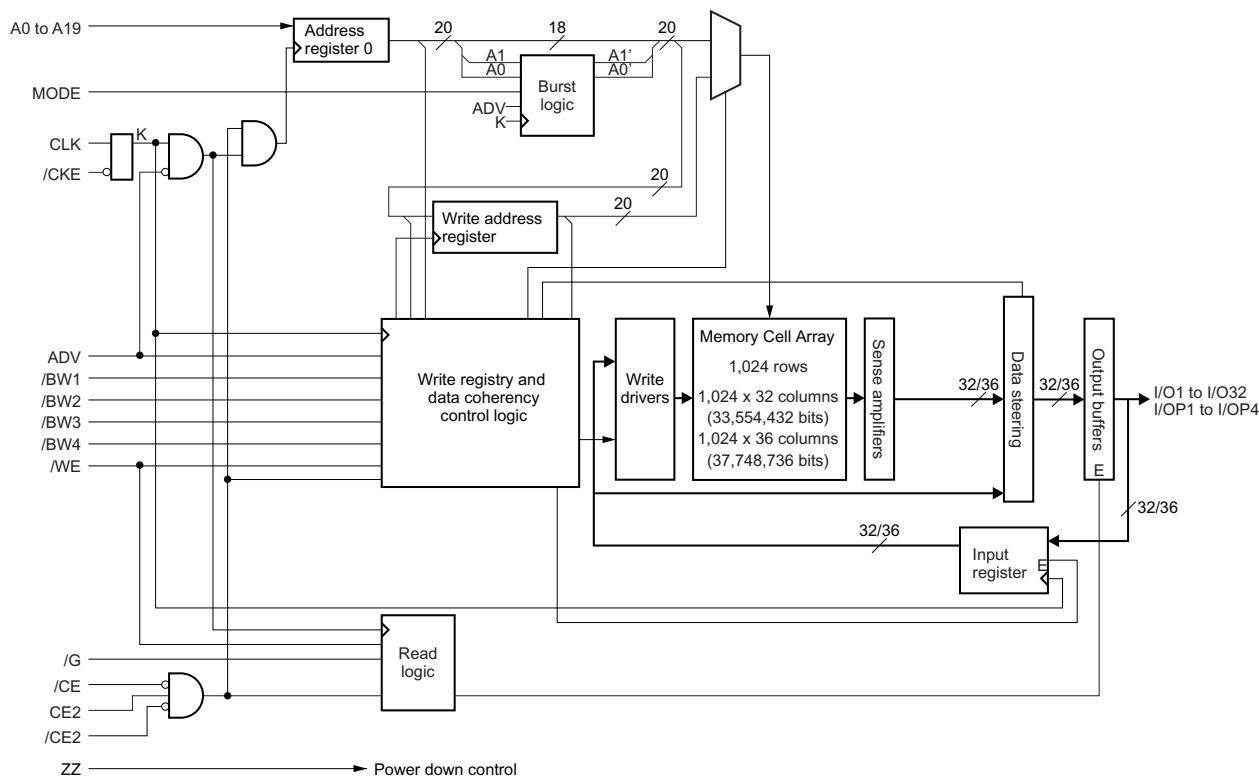 A0 to A19
Address
register 0
20
18
20
A1
A0
A1'
A0'
Burst
logic
MODE
ADV
K
CLK
K
/CKE
20
Write address
register
20
ADV
/BW1
/BW2
/BW3
/BW4
/WE
Write registry and
data coherency
control logic
Write
drivers
Memory Cell Array
1,024 rows
1,024 x 32 columns
(33,554,432 bits)
1,024 x 36 columns
(37,748,736 bits)
Sense amplifiers
32/36
Data steering
32/36
Output buffers
E
I/O1 to I/O32
I/OP1 to I/OP4
32/36
32/36
Input
register
E
Read
logic
/G
/CE
CE2
/CE2
ZZ
Power down control